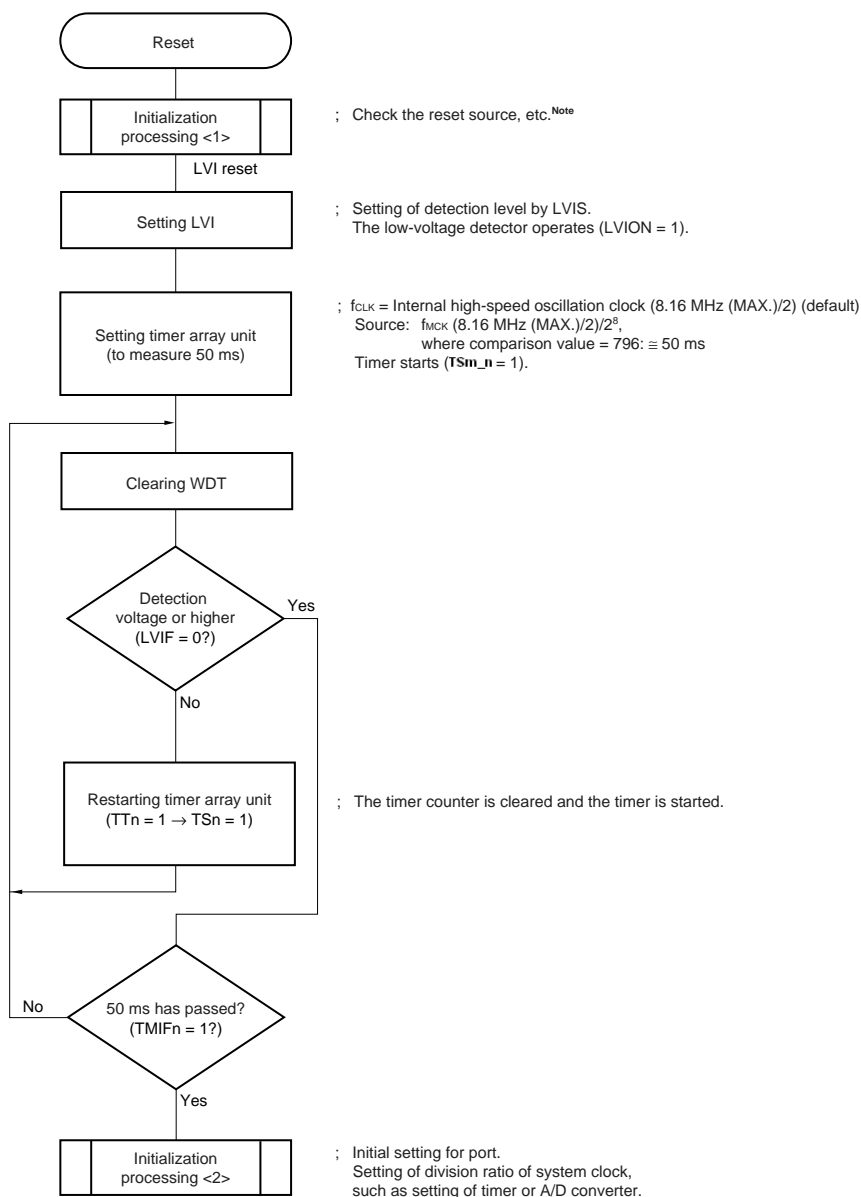 Reset
Initialization
processing <1>
; Check the reset source, etc.Note
LVI reset
Setting LVI
; Setting of detection level by LVIS.
The low-voltage detector operates (LVION = 1).
Setting timer array unit
(to measure 50 ms)
; fCLK = Internal high-speed oscillation clock (8.16 MHz (MAX.)/2) (default)
Source: fMCK (8.16 MHz (MAX.)/2)/2⁸,
where comparison value = 796: ≅ 50 ms
Timer starts (TSm_n = 1).
Clearing WDT
Detection
voltage or higher
(LVIF = 0?)
Yes
No
Restarting timer array unit
(TTn = 1 → TSn = 1)
; The timer counter is cleared and the timer is started.
No
50 ms has passed?
(TMIFn = 1?)
Yes
Initialization
processing <2>
; Initial setting for port.
Setting of division ratio of system clock,
such as setting of timer or A/D converter.